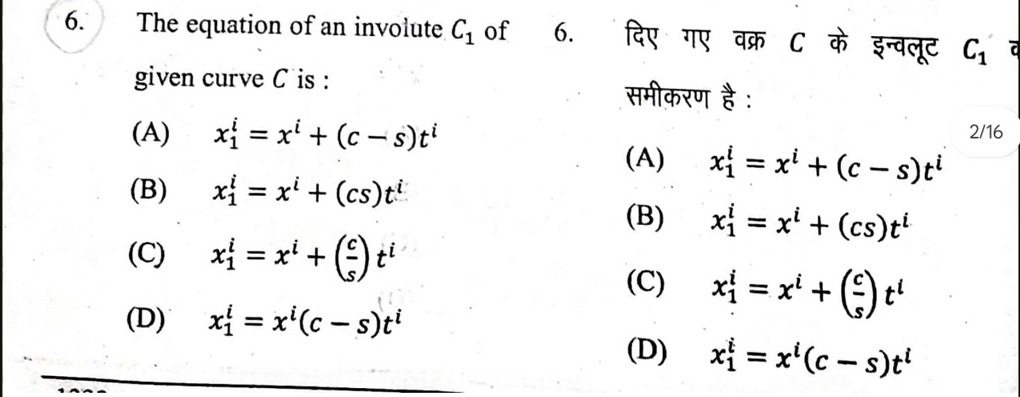 6. The equation of an involute C₁ of
given curve C is :
(A) x₁ⁱ = xⁱ + (c − s)tⁱ
(B) x₁ⁱ = xⁱ + (cs)tⁱ
(C) x₁ⁱ = xⁱ + (c/s) tⁱ
(D) x₁ⁱ = xⁱ(c − s)tⁱ
6. दिए गए वक्र C के इन्वलूट C₁
समीकरण है :
(A) x₁ⁱ = xⁱ + (c − s)tⁱ
(B) x₁ⁱ = xⁱ + (cs)tⁱ
(C) x₁ⁱ = xⁱ + (c/s) tⁱ
(D) x₁ⁱ = xⁱ(c − s)tⁱ
2/16